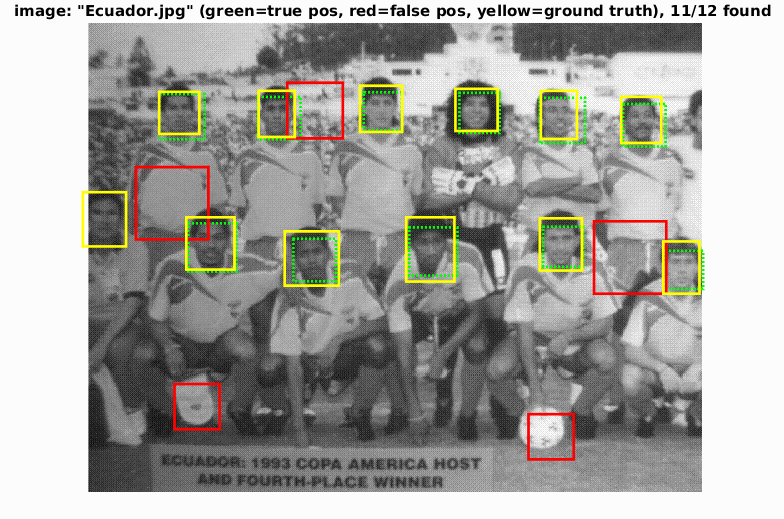 image: "Ecuador.jpg" (green=true pos, red=false pos, yellow=ground truth), 11/12 found
ECUADOR: 1993 COPA AMERICA HOST
AND FOURTH-PLACE WINNER